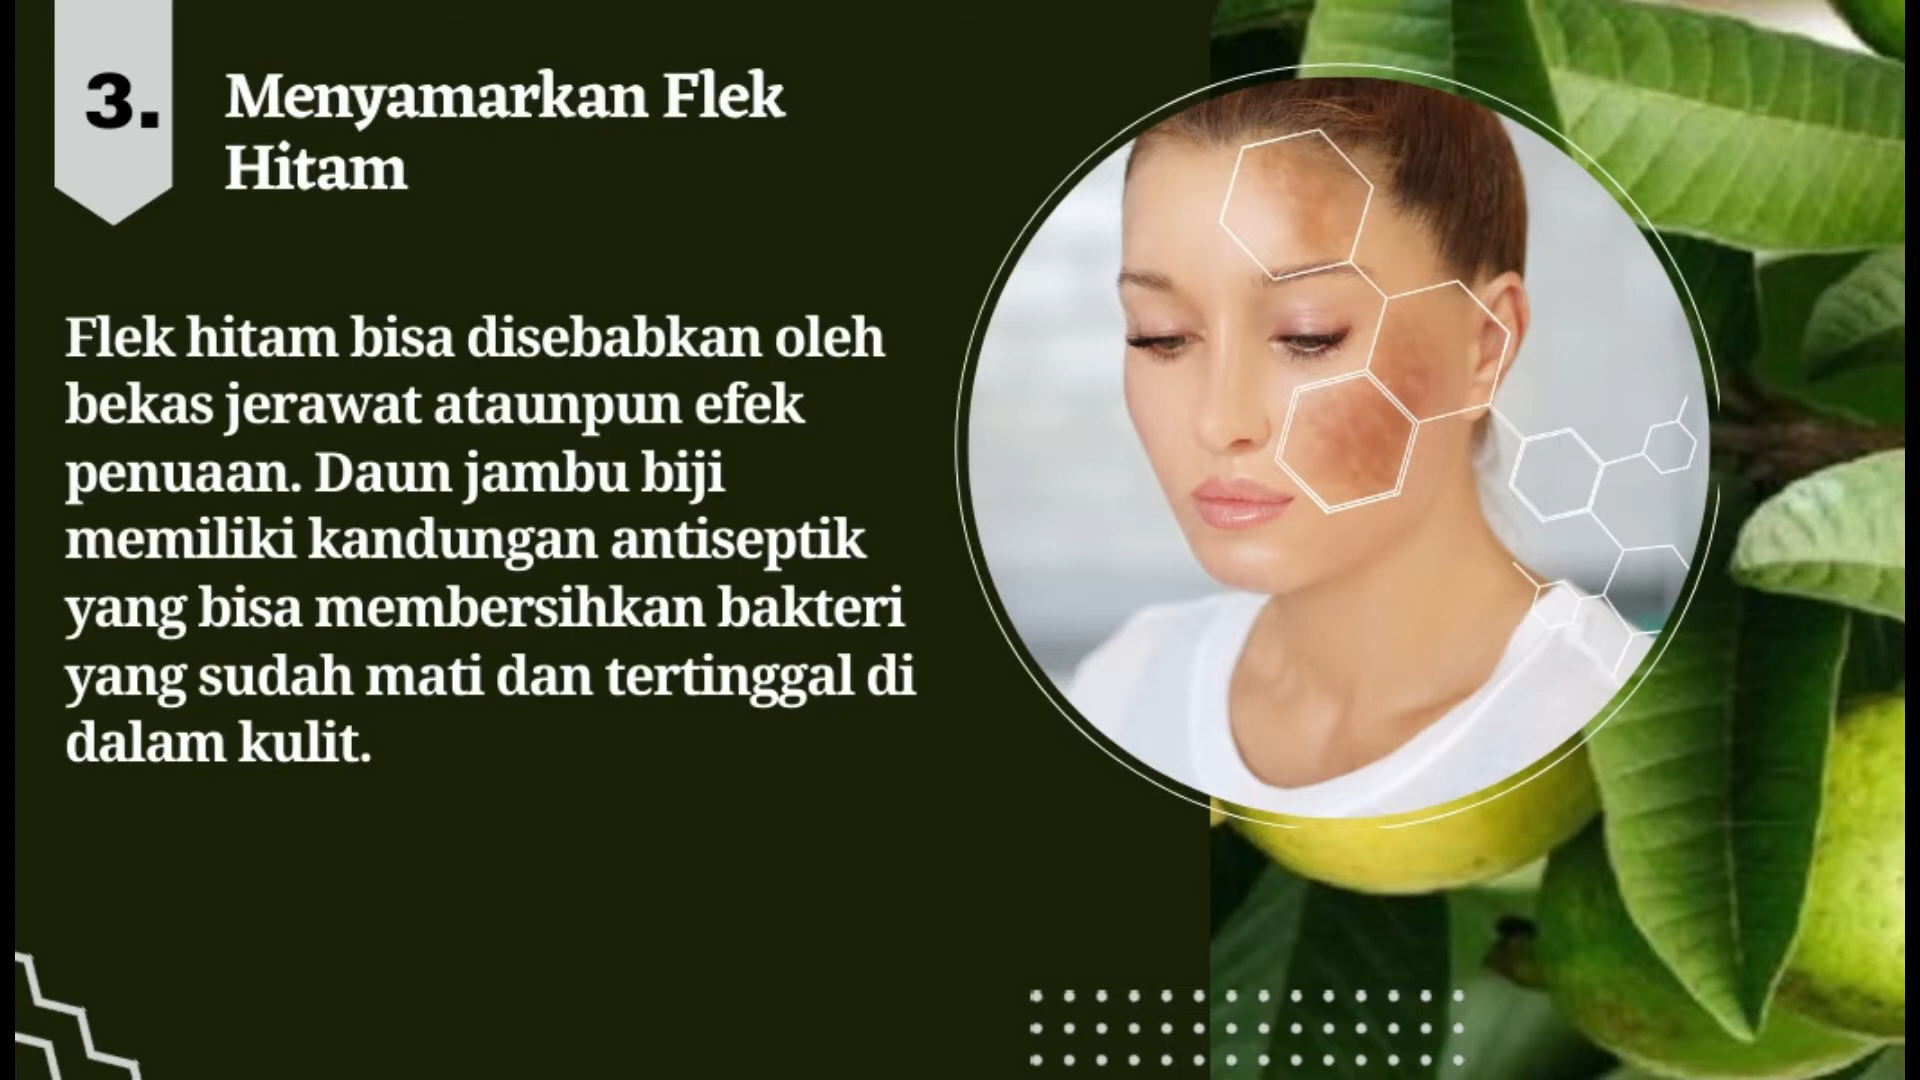 3.
Menyamarkan Flek
Hitam
Flek hitam bisa disebabkan oleh
bekas jerawat ataunpun efek
penuaan. Daun jambu biji
memiliki kandungan antiseptik
yang bisa membersihkan bakteri
yang sudah mati dan tertinggal di
dalam kulit.